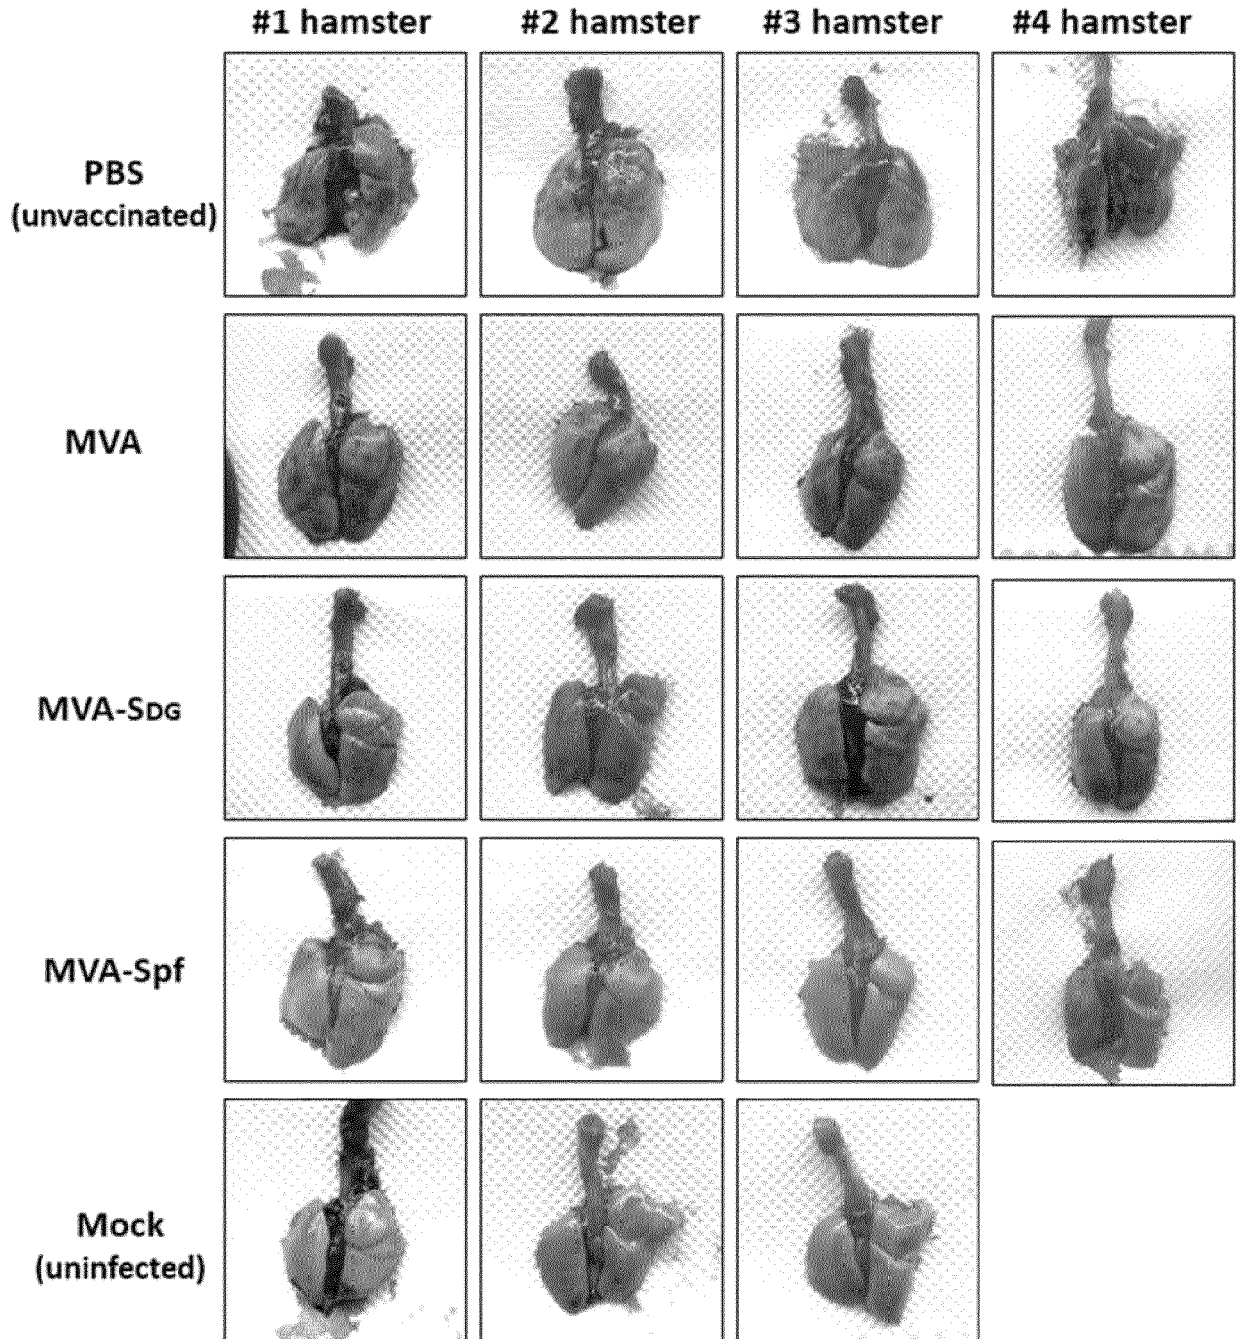 #1 hamster #2 hamster #3 hamster #4 hamster
PBS
(unvaccinated)
MVA
MVA-SDG
MVA-Spf
Mock
(uninfected)